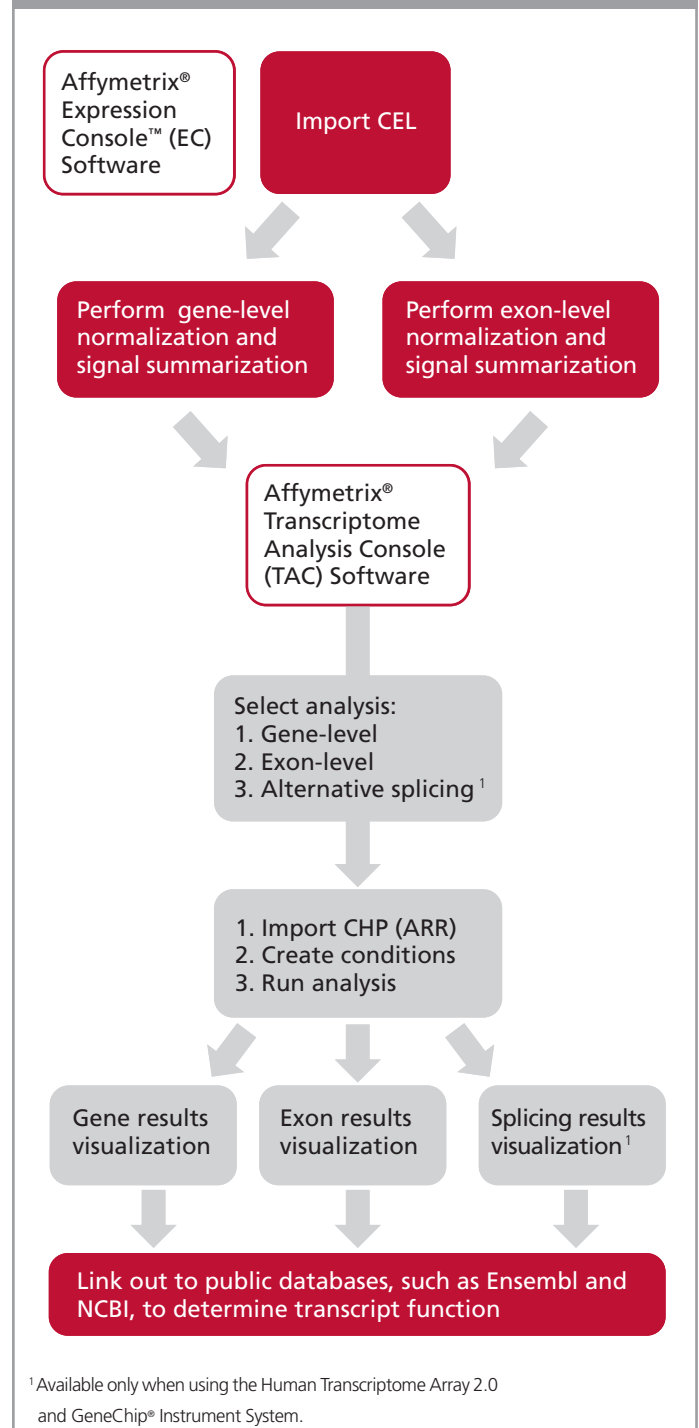 Affymetrix®
Expression
Console™ (EC)
Software
Import CEL
Perform gene-level
normalization and
signal summarization
Perform exon-level
normalization and
signal summarization
Affymetrix®
Transcriptome
Analysis Console
(TAC) Software
Select analysis:
1. Gene-level
2. Exon-level
3. Alternative splicing ¹
1. Import CHP (ARR)
2. Create conditions
3. Run analysis
Gene results
visualization
Exon results
visualization
Splicing results
visualization ¹
Link out to public databases, such as Ensembl and
NCBI, to determine transcript function
¹ Available only when using the Human Transcriptome Array 2.0
and GeneChip® Instrument System.